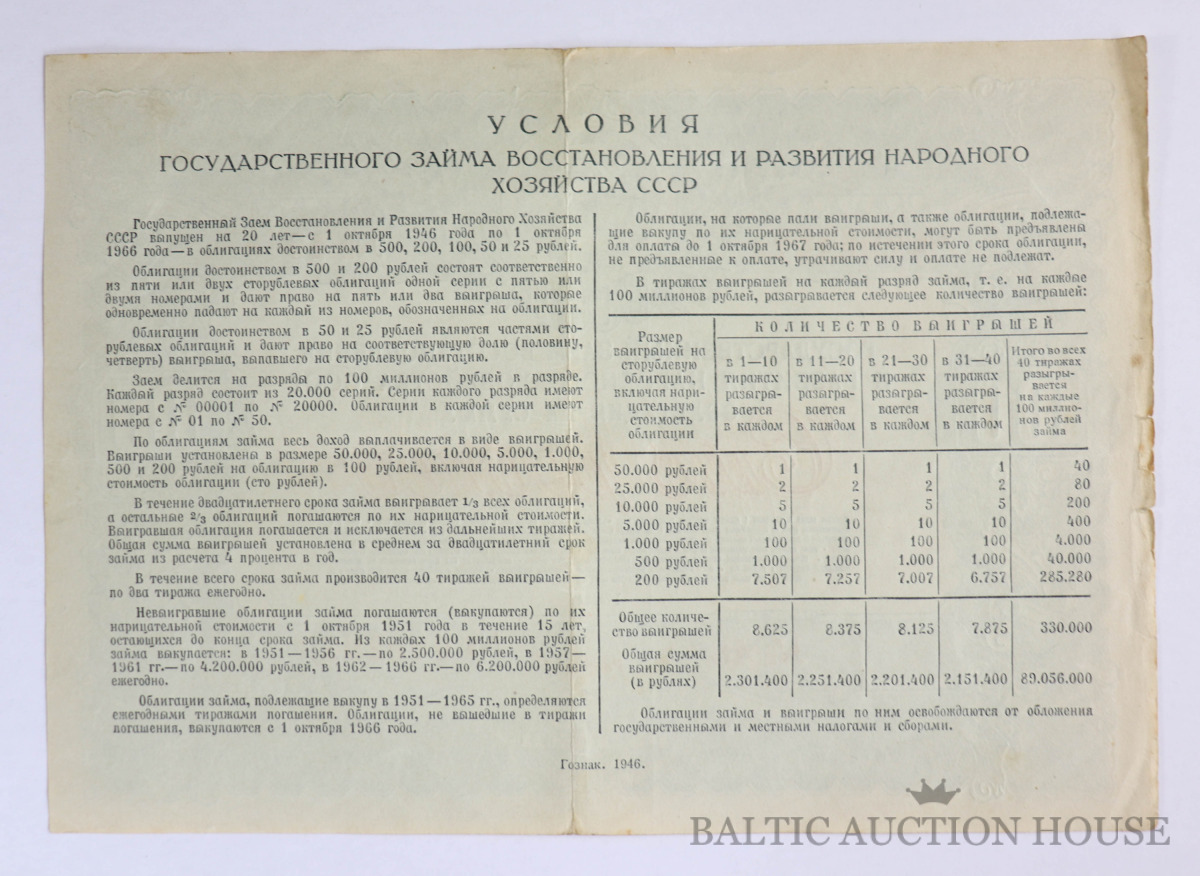 УСЛОВИЯ
ГОСУДАРСТВЕННОГО ЗАЙМА ВОССТАНОВЛЕНИЯ И РАЗВИТИЯ НАРОДНОГО
ХОЗЯЙСТВА СССР
Государственный Заем Восстановления и Развития Народного Хозяйства
СССР выпущен на 20 лет—с 1 октября 1946 года по 1 октября
1966 года—в облигациях достоинством в 500, 200, 100, 50 и 25 рублей.
Облигации достоинством в 500 и 200 рублей состоят соответственно
из пяти или двух сторублевых облигаций одной серии с пятью или
двумя номерами и дают право на пять или два выигрыша, которые
одновременно падают на каждый из номеров, обозначенных на облигации.
Облигации достоинством в 50 и 25 рублей являются частями сто-
рублевых облигаций и дают право на соответствующую долю (половину,
четверть) выигрыша, выпавшего на сторублевую облигацию.
Заем делится на разряды по 100 миллионов рублей в разряде.
Каждый разряд состоит из 20.000 серий. Серии каждого разряда имеют
номера с № 00001 по № 20000. Облигации в каждой серии имеют
номера с № 01 по № 50.
По облигациям займа весь доход выплачивается в виде выигрышей.
Выигрыши установлены в размере 50.000, 25.000, 10.000, 5.000, 1.000,
500 и 200 рублей на облигацию в 100 рублей, включая нарицательную
стоимость облигации (сто рублей).
В течение двадцатилетнего срока займа выигрывает 1/3 всех облигаций,
а остальные 2/3 облигаций погашаются по их нарицательной стоимости.
Выигравшая облигация погашается и исключается из дальнейших тиражей.
Общая сумма выигрышей установлена в среднем за двадцатилетний срок
займа из расчета 4 процента в год.
В течение всего срока займа производится 40 тиражей выигрышей—
по два тиража ежегодно.
Невыигравшие облигации займа погашаются (выкупаются) по их
нарицательной стоимости с 1 октября 1951 года в течение 15 лет,
остающихся до конца срока займа. Из каждых 100 миллионов рублей
займа выкупается: в 1951—1956 гг.—по 2.500.000 рублей, в 1957—
1961 гг.—по 4.200.000 рублей, в 1962—1966 гг.—по 6.200.000 рублей
ежегодно.
Облигации займа, подлежащие выкупу в 1951—1965 гг., определяются
ежегодными тиражами погашения. Облигации, не вышедшие в тиражи
погашения, выкупаются с 1 октября 1966 года.
Облигации, на которые пали выигрыши, а также облигации, подлежа-
щие выкупу по их нарицательной стоимости, могут быть предъявлены
для оплаты до 1 октября 1967 года; по истечении этого срока облигации,
не предъявленные к оплате, утрачивают силу и оплате не подлежат.
В тиражах выигрышей на каждый разряд займа, т. е. на каждые
100 миллионов рублей, разыгрывается следующее количество выигрышей:
Размер
выигрышей на
сторублевую
облигацию,
включая нари-
цательную
стоимость
облигации
КОЛИЧЕСТВО ВЫИГРЫШЕЙ
в 1—10
тиражах
разыгры-
вается
в каждом
в 11—20
тиражах
разыгры-
вается
в каждом
в 21—30
тиражах
разыгры-
вается
в каждом
в 31—40
тиражах
разыгры-
вается
в каждом
Итого во всех
40 тиражах
разыгры-
вается
на каждые
100 миллио-
нов рублей
займа
50.000 рублей 1 1 1 1 40
25.000 рублей 2 2 2 2 80
10.000 рублей 5 5 5 5 200
5.000 рублей 10 10 10 10 400
1.000 рублей 100 100 100 100 4.000
500 рублей 1.000 1.000 1.000 1.000 40.000
200 рублей 7.507 7.257 7.007 6.757 285.280
Общее количе-
ство выигрышей 8.625 8.375 8.125 7.875 330.000
Общая сумма
выигрышей
(в рублях) 2.301.400 2.251.400 2.201.400 2.151.400 89.056.000
Облигации займа и выигрыши по ним освобождаются от обложения
государственными и местными налогами и сборами.
Гознак. 1946.
BALTIC AUCTION HOUSE